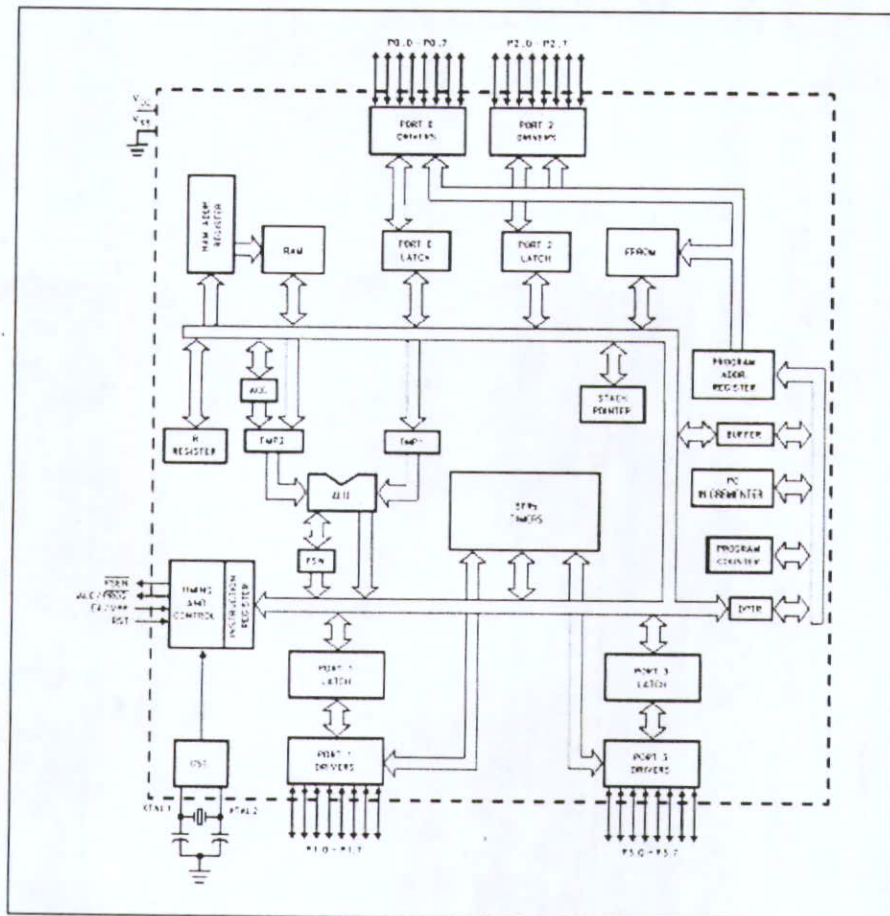 P0.0 - P0.7
P2.0 - P2.7
VCC
VSS
PORT 0
DRIVERS
PORT 2
DRIVERS
RAM ADDR
REGISTER
RAM
PORT 0
LATCH
PORT 2
LATCH
EPROM
PROGRAM
ADDR
REGISTER
ACC
STACK
POINTER
B
REGISTER
TMP2
TMP1
BUFFER
ALU
SFRs
TIMERS
PC
INCREMENTER
PSW
PROGRAM
COUNTER
PSEN
ALE/PROG
EA/VPP
RST
TIMING
AND
CONTROL
INSTRUCTION
REGISTER
DPTR
PORT 1
LATCH
PORT 3
LATCH
OSC
PORT 1
DRIVERS
PORT 3
DRIVERS
XTAL1
XTAL2
P1.0 - P1.7
P3.0 - P3.7